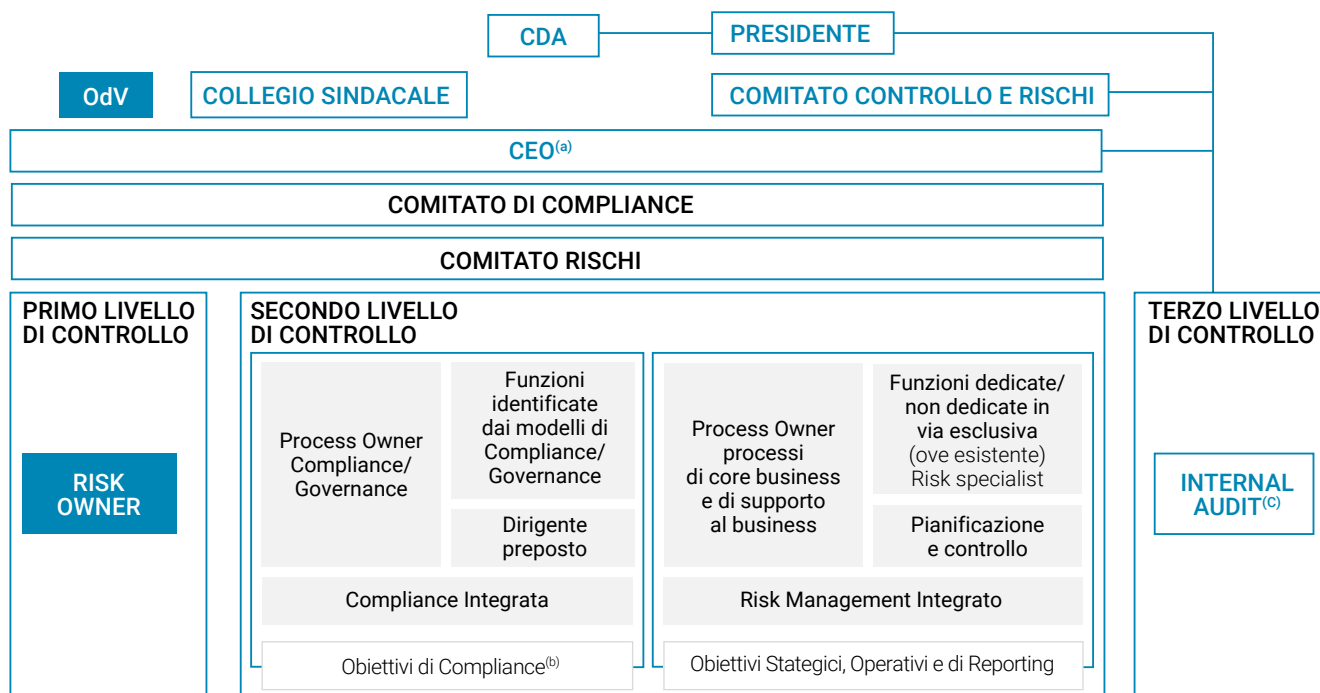 CDA
PRESIDENTE
OdV
COLLEGIO SINDACALE
COMITATO CONTROLLO E RISCHI
CEO(a)
COMITATO DI COMPLIANCE
COMITATO RISCHI
PRIMO LIVELLO
DI CONTROLLO
RISK
OWNER
SECONDO LIVELLO
DI CONTROLLO
Process Owner
Compliance/
Governance
Funzioni
identificate
dai modelli di
Compliance/
Governance
Dirigente
preposto
Compliance Integrata
Obiettivi di Compliance(b)
Process Owner
processi
di core business
e di supporto
al business
Funzioni dedicate/
non dedicate in
via esclusiva
(ove esistente)
Risk specialist
Pianificazione
e controllo
Risk Management Integrato
Obiettivi Stategici, Operativi e di Reporting
TERZO LIVELLO
DI CONTROLLO
INTERNAL
AUDIT(C)